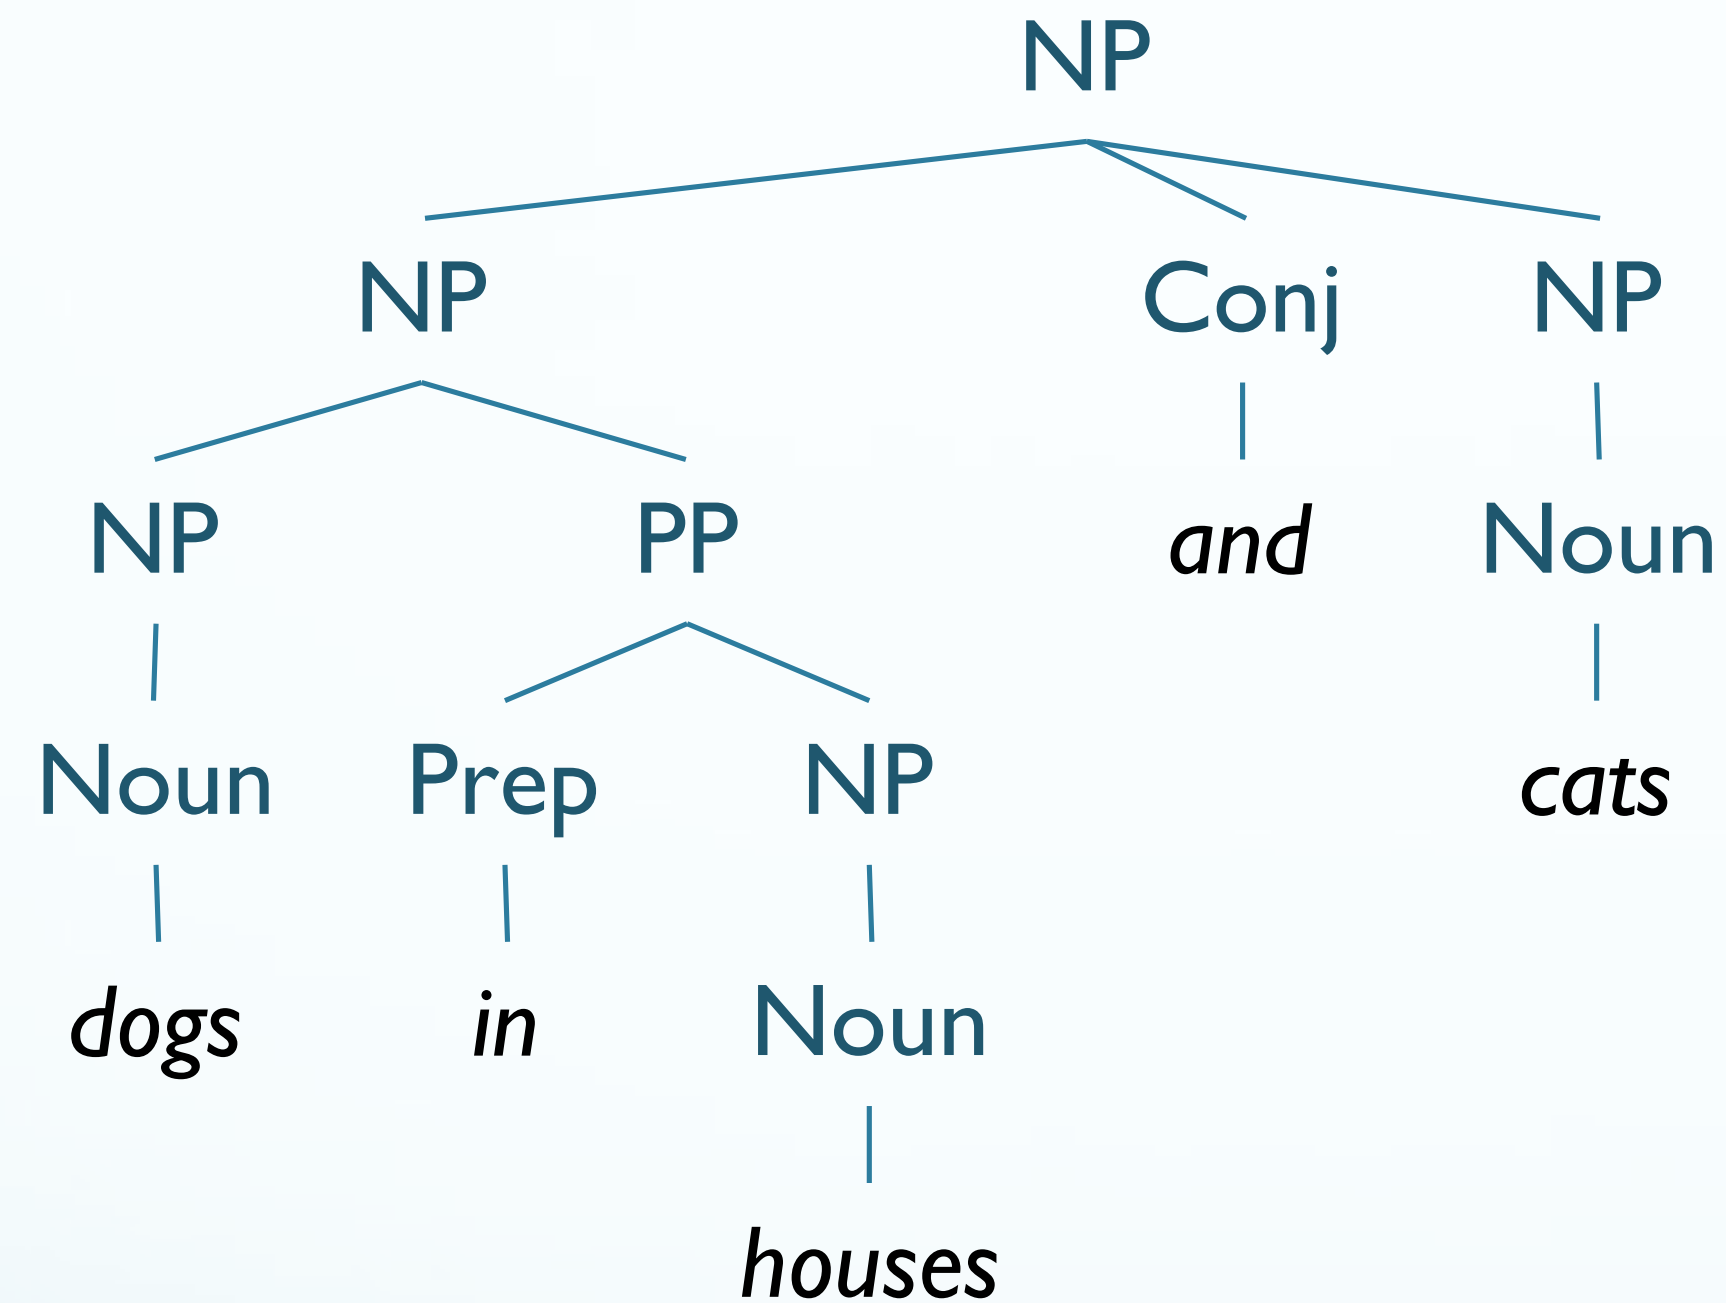 NP
NP Conj NP
NP PP and Noun
Noun Prep NP cats
dogs in Noun
houses